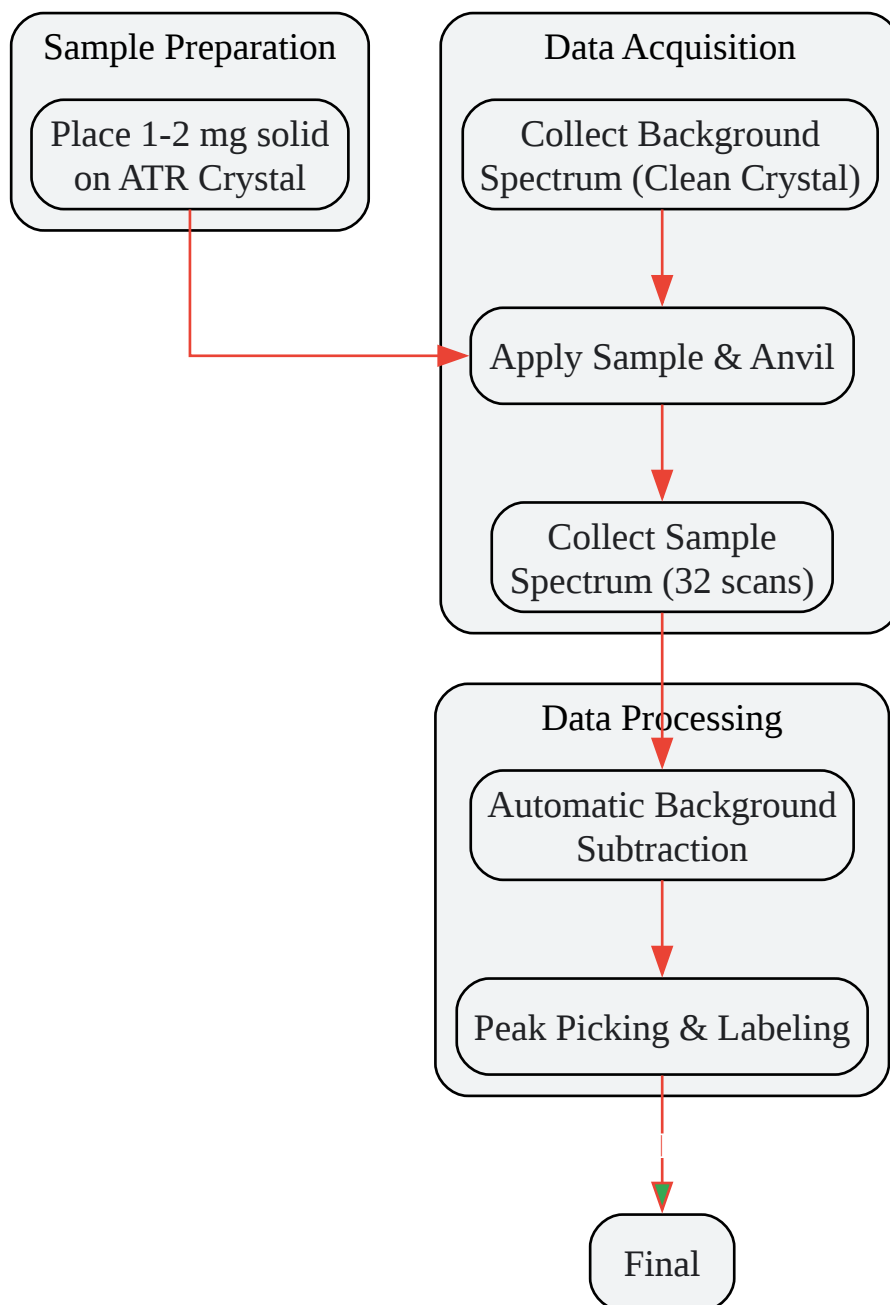 Sample Preparation
Place 1-2 mg solid
on ATR Crystal
Data Acquisition
Collect Background
Spectrum (Clean Crystal)
Apply Sample & Anvil
Collect Sample
Spectrum (32 scans)
Data Processing
Automatic Background
Subtraction
Peak Picking & Labeling
Final